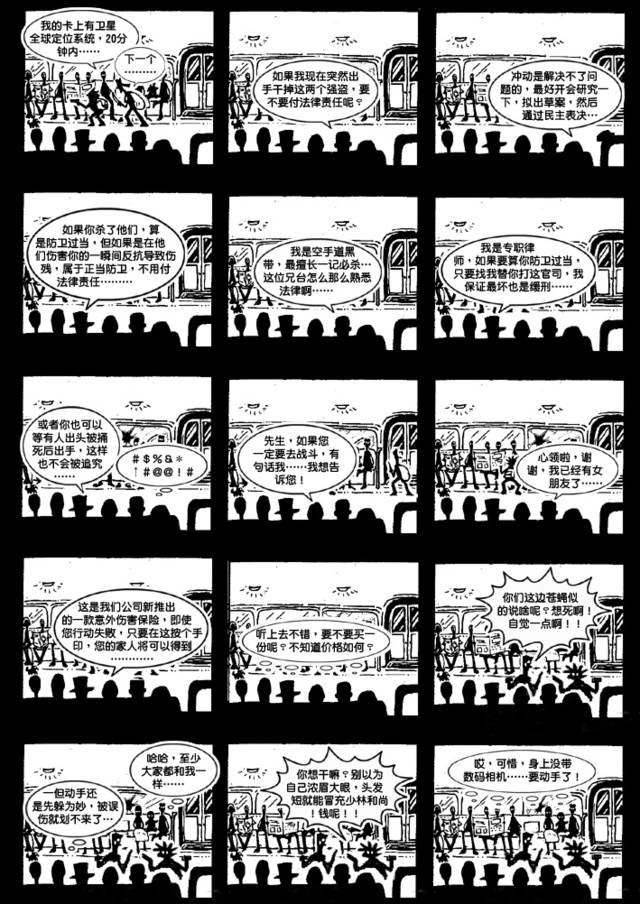 我的卡上有卫星
全球定位系统，20分
钟内……
下一个
………
如果我现在突然出
手干掉这两个强盗，要
不要付法律责任呢？
冲动是解决不了问
题的，最好开会研究一
下，拟出草案，然后
通过民主表决…
如果你杀了他们，算
是防卫过当，但如果是在他
们伤害你的一瞬间反抗导致伤
残，属于正当防卫，不用付
法律责任………
我是空手道黑
带，最擅长一记必杀…
这位兄台怎么那么熟悉
法律啊……
我是专职律
师，如果要算你防卫过当，
只要找我替你打这官司，我
保证最坏也是缓刑……
或者你也可以
等有人出头被捅
死后出手，这样
也不会被追究
……
#$%&*
↑#@@!#
先生，如果您
一定要去战斗，有
句话我……我想告
诉您！
心领啦，谢
谢，我已经有女
朋友了……
这是我们公司新推出
的一款意外伤害保险，即使
您行动失败，只要在这按个手
印，您的家人将可以得到
…………
听上去不错，要不要买一
份呢？不知道价格如何？
你们这边苍蝇似
的说啥呢？想死啊！
自觉一点啊！！
一但动手还
是先躲为妙，被误
伤就划不来了…
哈哈，至少
大家都和我一
样……
你想干嘛？别以为
自己浓眉大眼，头发
短就能冒充少林和尚
！钱呢！！
哎，可惜，身上没带
数码相机……要动手了！